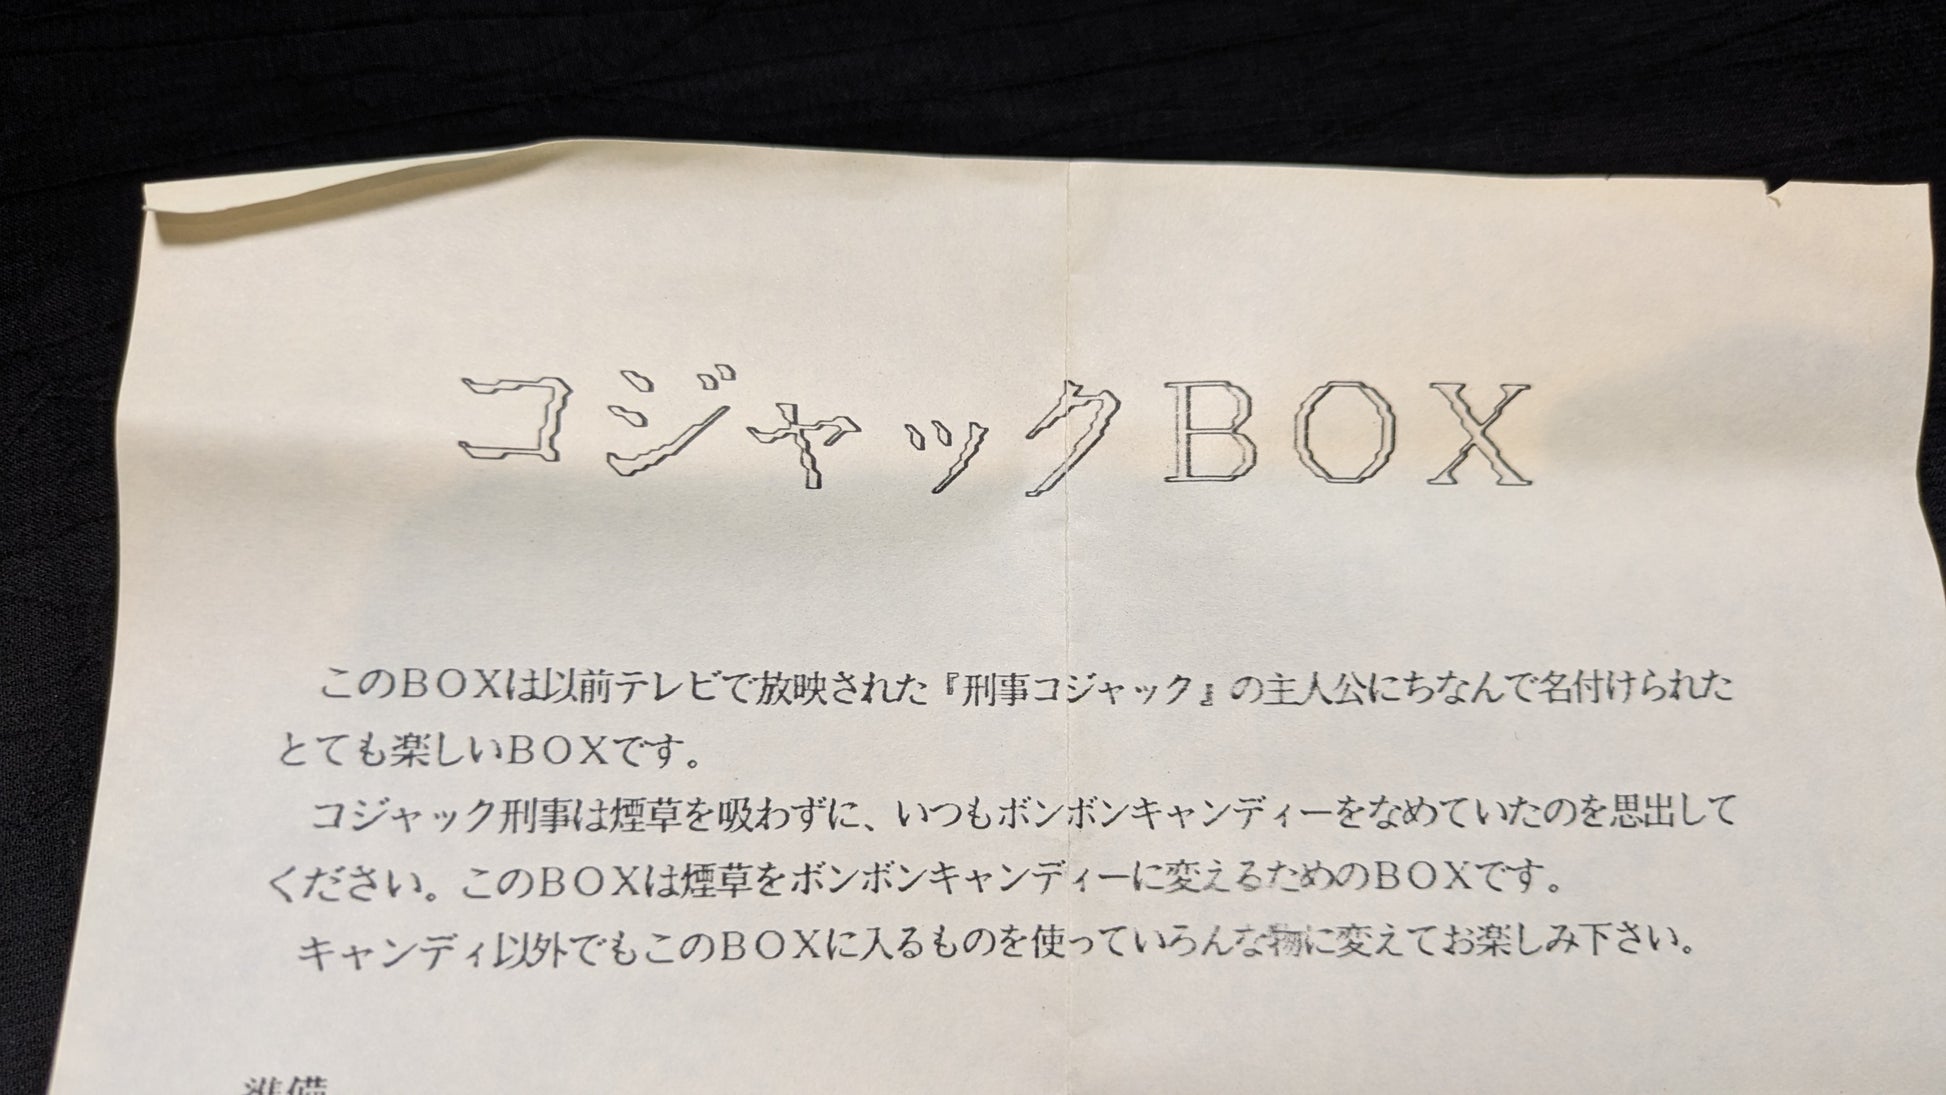 コジャックBOX
このBOXは以前テレビで放映された『刑事コジャック』の主人公にちなんで名付けられた
とても楽しいBOXです。
コジャック刑事は煙草を吸わずに、いつもボンボンキャンディーをなめていたのを思出して
ください。このBOXは煙草をボンボンキャンディーに変えるためのBOXです。
キャンディ以外でもこのBOXに入るものを使っていろんな物に変えてお楽しみ下さい。
準備